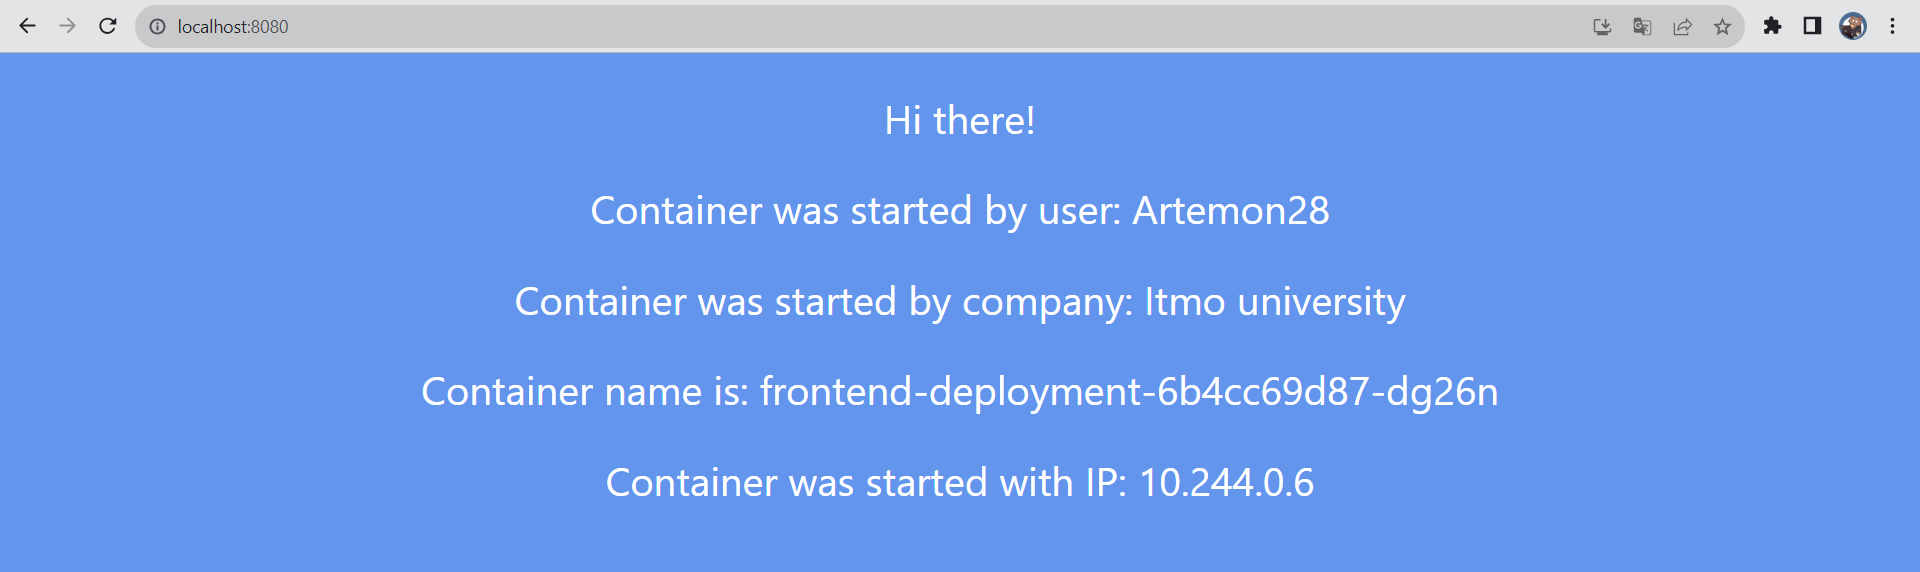 localhost:8080
Hi there!
Container was started by user: Artemon28
Container was started by company: Itmo university
Container name is: frontend-deployment-6b4cc69d87-dg26n
Container was started with IP: 10.244.0.6